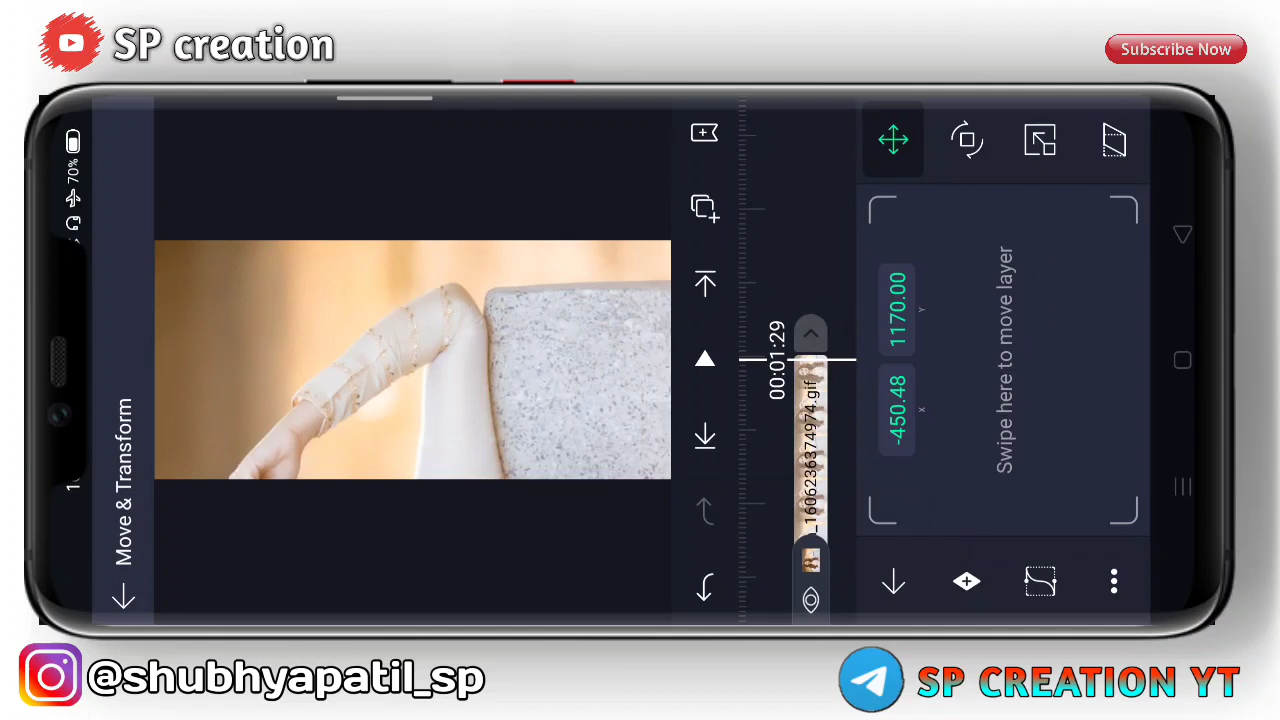 SP creation
Subscribe Now
70%
Move & Transform
00:01:29
_1606236374974.gif
-450.48
X
1170.00
Y
Swipe here to move layer
@shubhyapatil_sp
SP CREATION YT